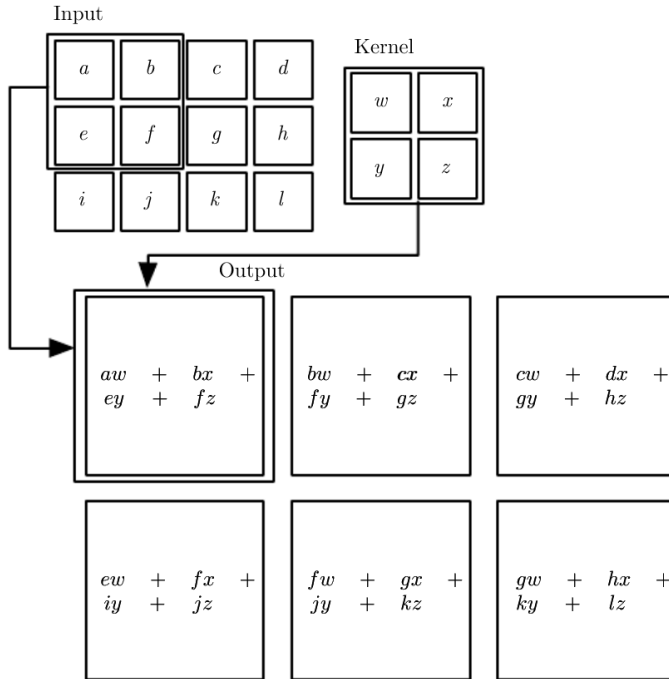 Input
Kernel
a b c d
w x
e f g h
y z
i j k l
Output
aw + bx +
ey + fz
bw + cx +
fy + gz
cw + dx +
gy + hz
ew + fx +
iy + jz
fw + gx +
jy + kz
gw + hx +
ky + lz